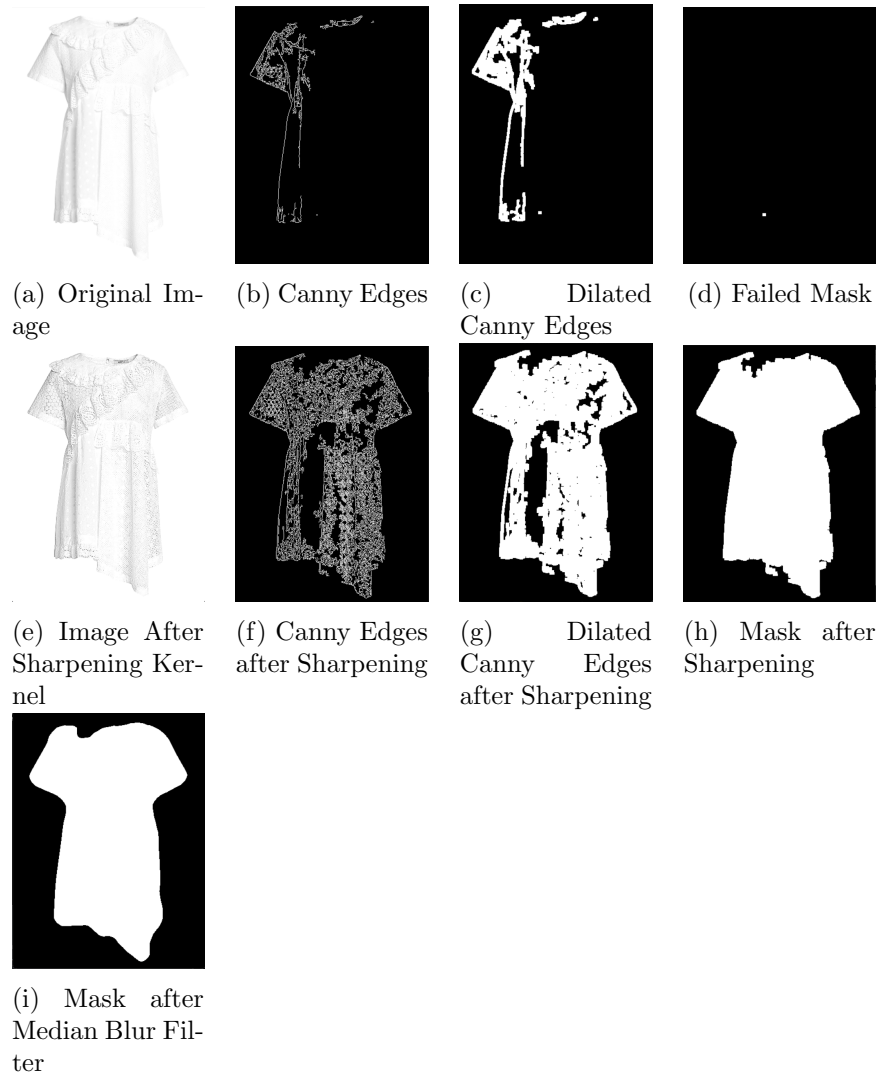 (a) Original Im-
age
(b) Canny Edges
(c) Dilated
Canny Edges
(d) Failed Mask
(e) Image After
Sharpening Ker-
nel
(f) Canny Edges
after Sharpening
(g) Dilated
Canny Edges
after Sharpening
(h) Mask after
Sharpening
(i) Mask after
Median Blur Fil-
ter